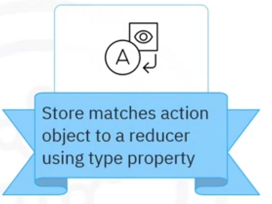 A
Store matches action
object to a reducer
using type property